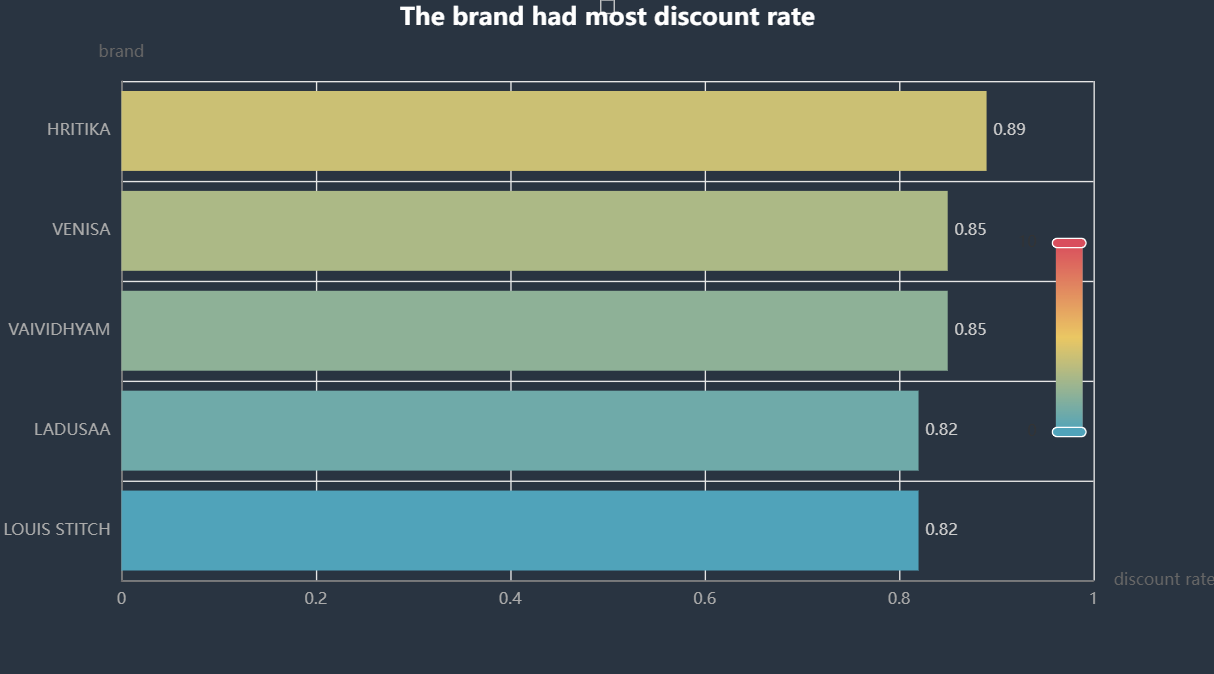 The brand had most discount rate
brand
HRITIKA
0.89
VENISA
0.85
VAIVIDHYAM
0.85
LADUSAA
0.82
LOUIS STITCH
0.82
discount rate
0 0.2 0.4 0.6 0.8 1